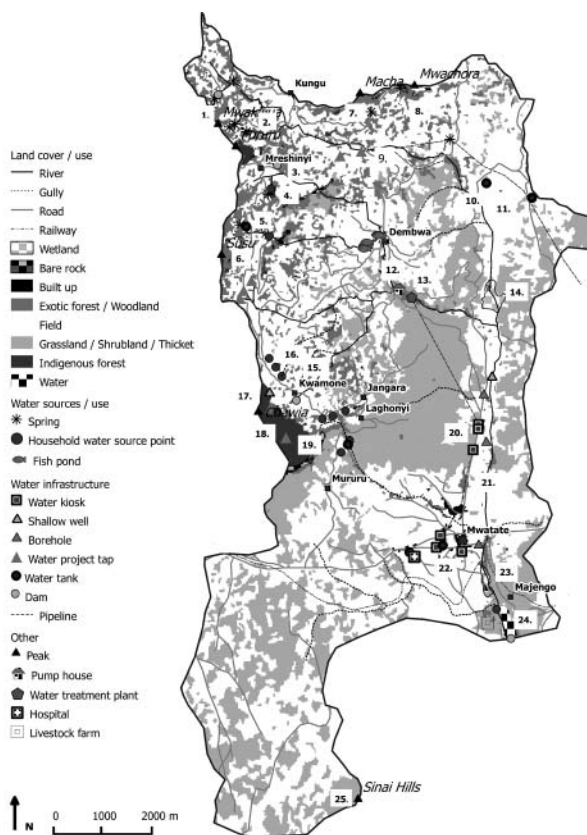 Kungu
Macha
Mwachora
1.
2.
7.
8.
Mreshinyi
3.
9.
4.
10.
11.
5.
Susu
Dembwa
6.
12.
13.
14.
16.
15.
17.
Kwamone
Jangara
Chawia
Laghonyi
18.
19.
20.
Mururu
21.
Mwatate
22.
23.
Majengo
24.
Sinai Hills
25.
Land cover / use
River
Gully
Road
Railway
Wetland
Bare rock
Built up
Exotic forest / Woodland
Field
Grassland / Shrubland / Thicket
Indigenous forest
Water
Water sources / use
Spring
Household water source point
Fish pond
Water infrastructure
Water kiosk
Shallow well
Borehole
Water project tap
Water tank
Dam
Pipeline
Other
Peak
Pump house
Water treatment plant
Hospital
Livestock farm
N
0 1000 2000 m